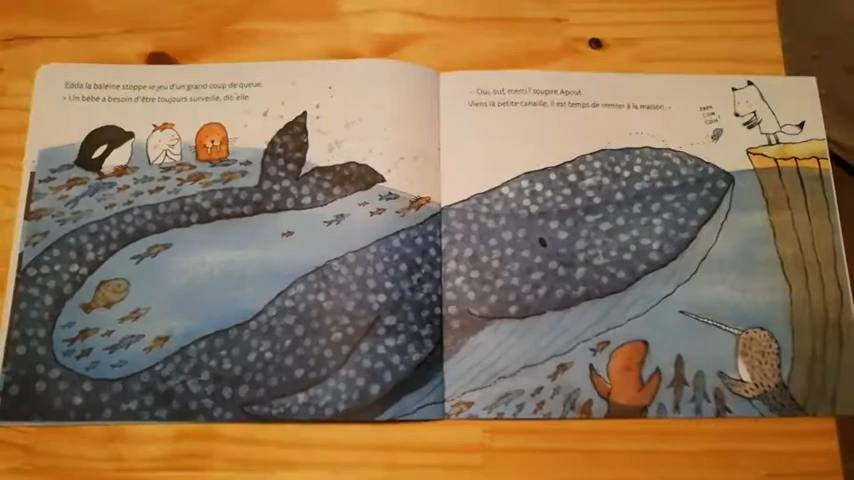 Edda la baleine stoppe le jeu d'un grand coup de queue.
« Un bébé a besoin d'être toujours surveillé, dit-elle.
– Oui, ouf, merci ! soupire Apout.
Viens là petite canaille, il est temps de rentrer à la maison. »